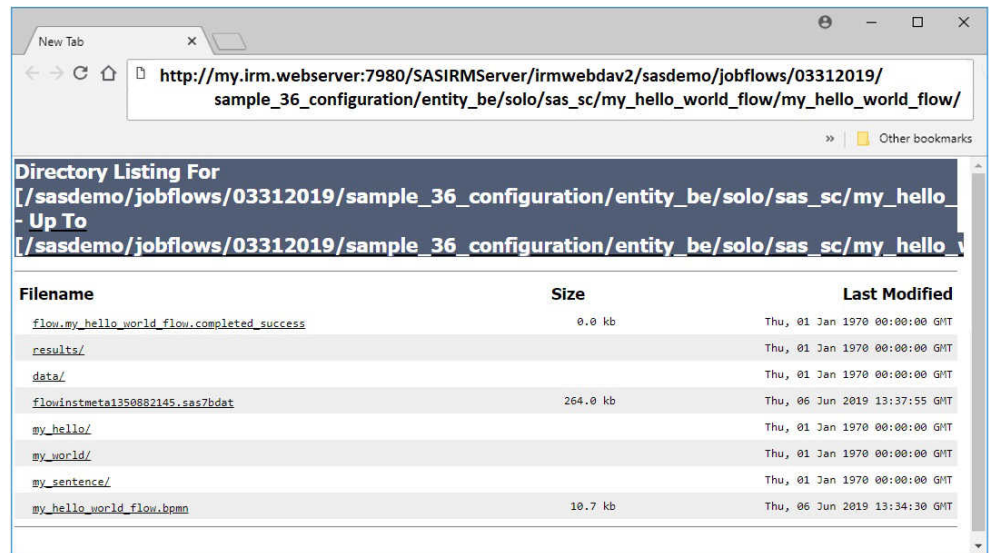 New Tab
http://my.irm.webserver:7980/SASIRMServer/irmwebdav2/sasdemo/jobflows/03312019/
sample_36_configuration/entity_be/solo/sas_sc/my_hello_world_flow/my_hello_world_flow/
» Other bookmarks
Directory Listing For
[/sasdemo/jobflows/03312019/sample_36_configuration/entity_be/solo/sas_sc/my_hello_
- Up To
[/sasdemo/jobflows/03312019/sample_36_configuration/entity_be/solo/sas_sc/my_hello_w
Filename Size Last Modified
flow.my_hello_world_flow.completed_success 0.0 kb Thu, 01 Jan 1970 00:00:00 GMT
results/ Thu, 01 Jan 1970 00:00:00 GMT
data/ Thu, 01 Jan 1970 00:00:00 GMT
flowinstmeta1350882145.sas7bdat 264.0 kb Thu, 06 Jun 2019 13:37:55 GMT
my_hello/ Thu, 01 Jan 1970 00:00:00 GMT
my_world/ Thu, 01 Jan 1970 00:00:00 GMT
my_sentence/ Thu, 01 Jan 1970 00:00:00 GMT
my_hello_world_flow.bpmn 10.7 kb Thu, 06 Jun 2019 13:34:30 GMT